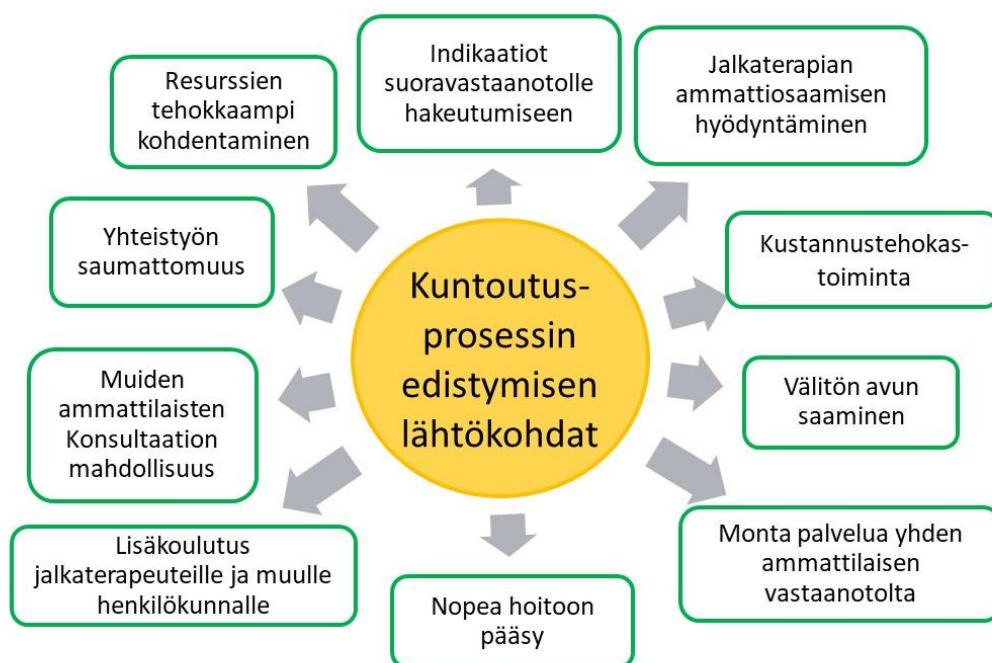 Indikaatiot
suoravastaanotolle
hakeutumiseen
Jalkaterapian
ammattiosaamisen
hyödyntäminen
Kustannustehokas-
toiminta
Välitön avun
saaminen
Monta palvelua yhden
ammattilaisen
vastaanotolta
Nopea hoitoon
pääsy
Lisäkoulutus
jalkaterapeuteille ja muulle
henkilökunnalle
Muiden
ammattilaisten
Konsultaation
mahdollisuus
Yhteistyön
saumattomuus
Resurssien
tehokkaampi
kohdentaminen
Kuntoutus-
prosessin
edistymisen
lähtökohdat